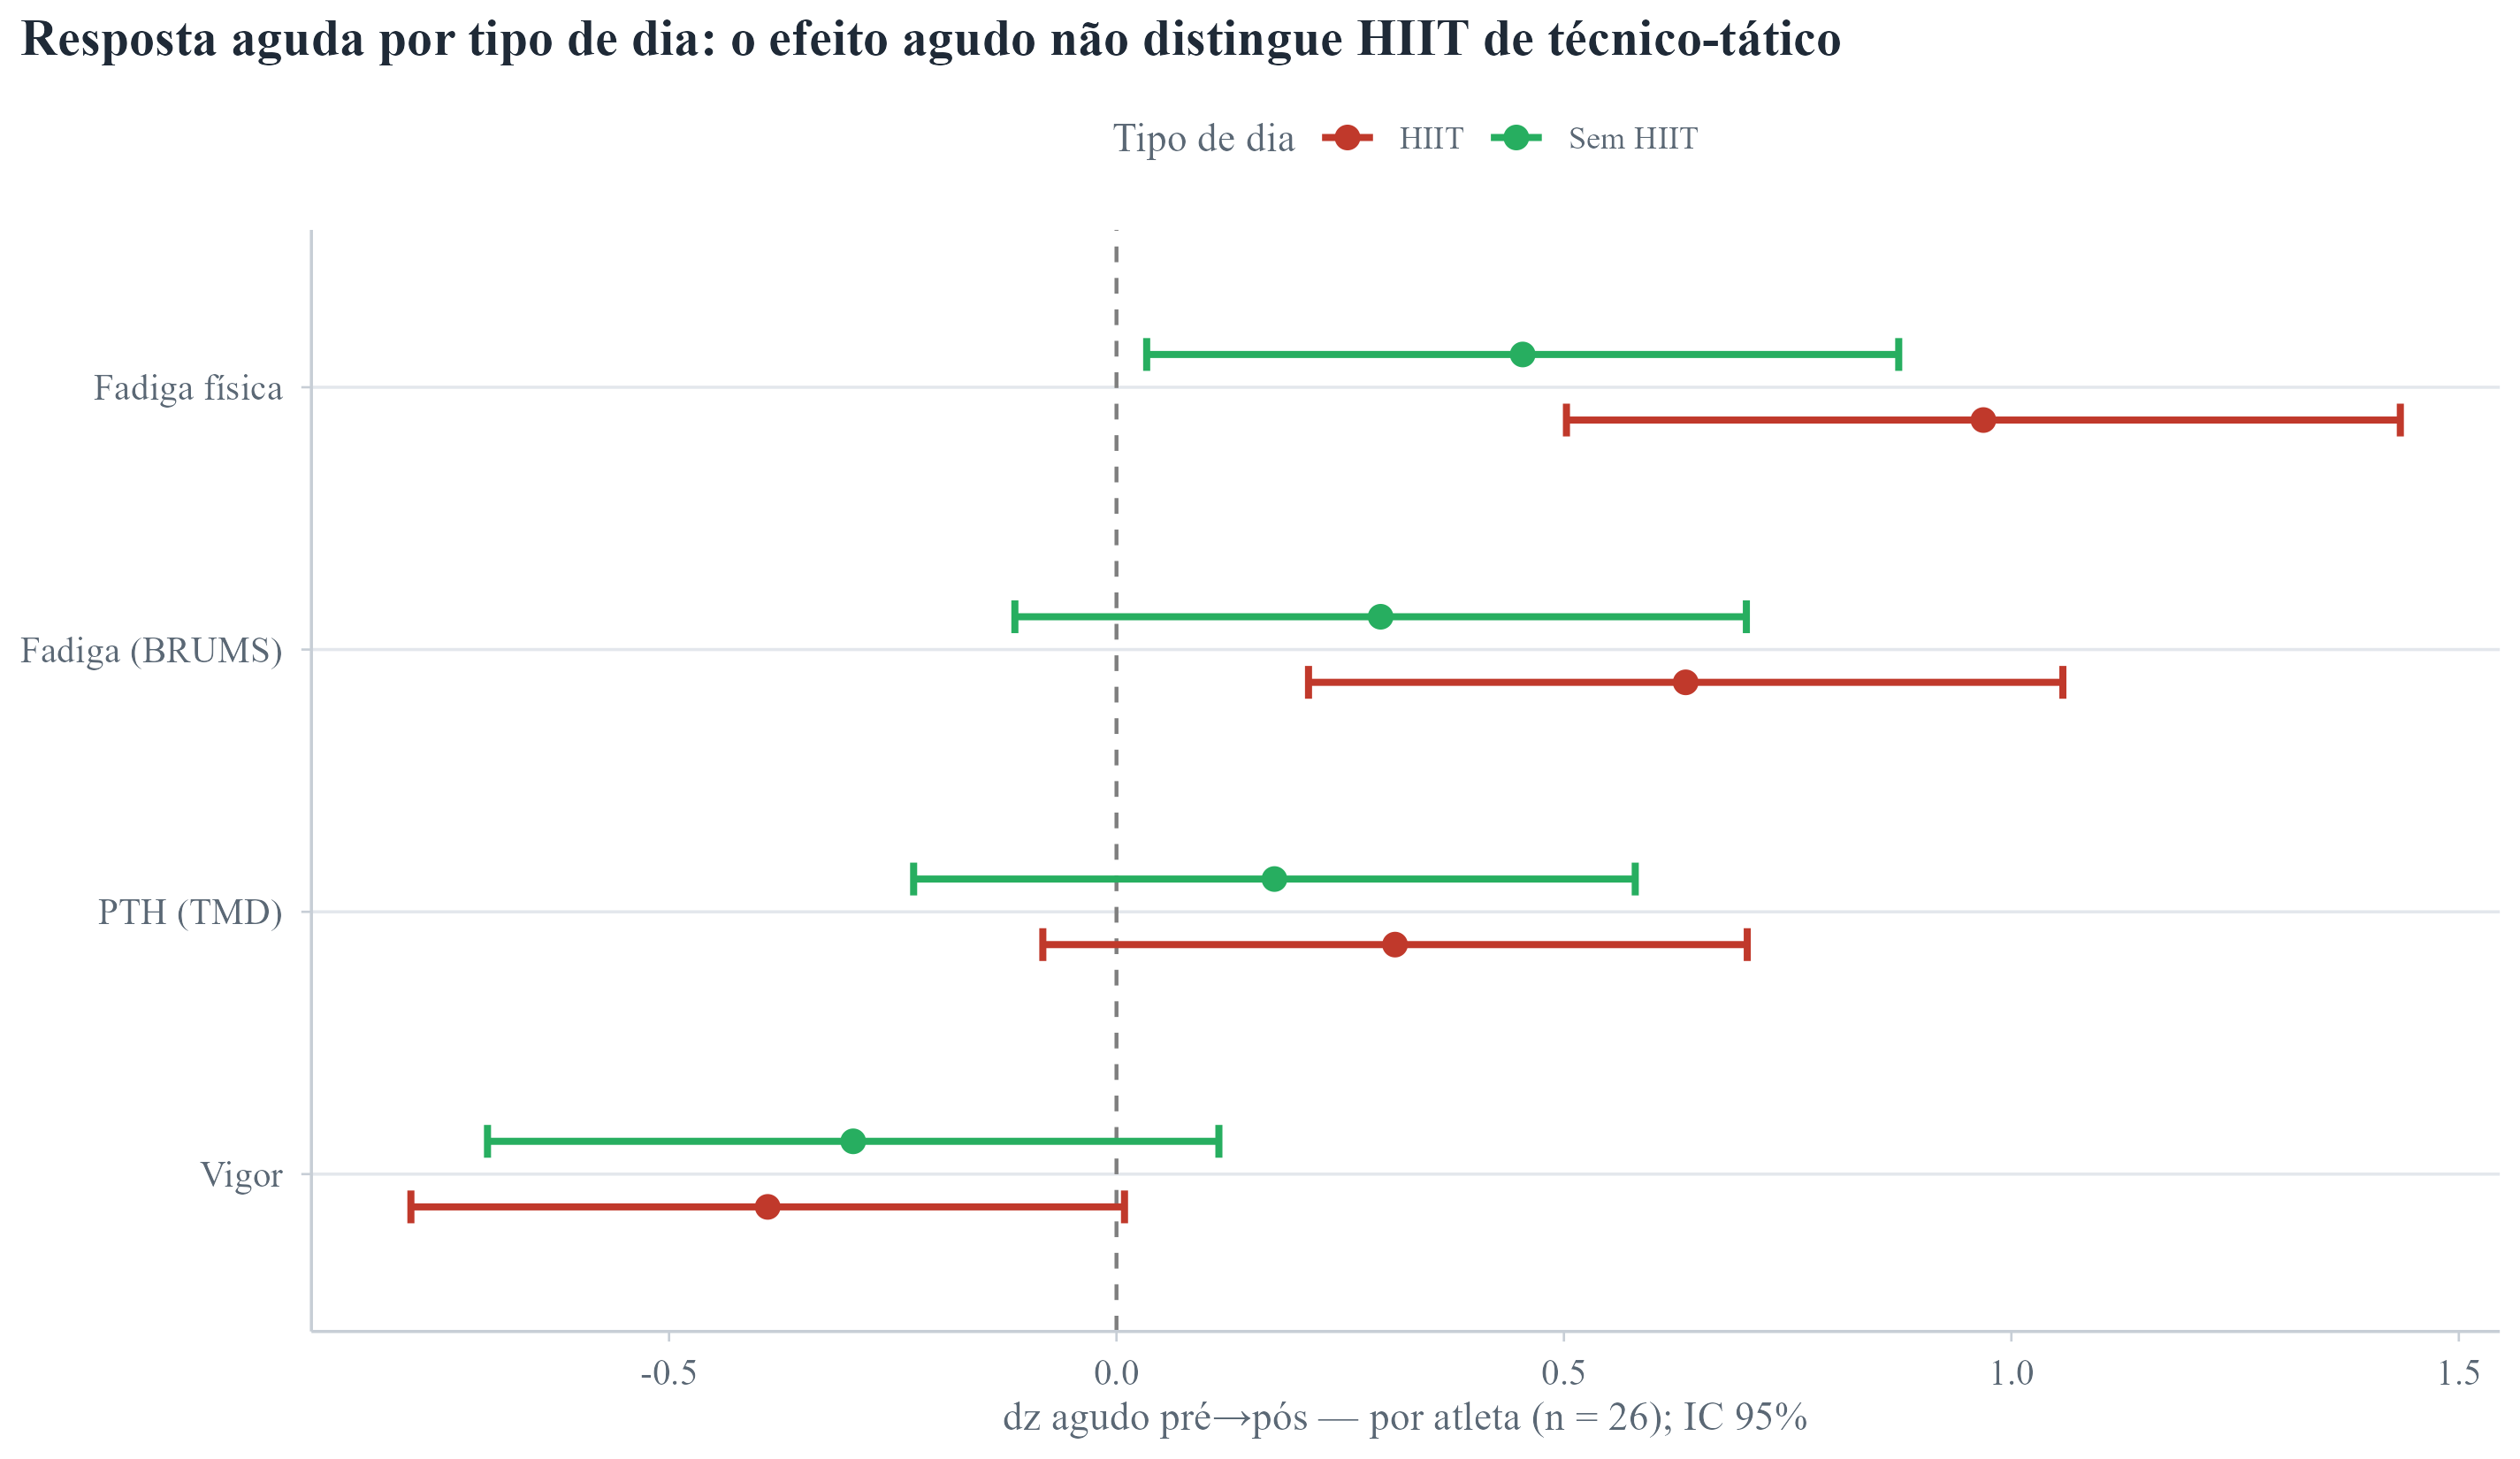 Resposta aguda por tipo de dia: o efeito agudo não distingue HIIT de técnico-tático
Tipo de dia HIIT Sem HIIT
Fadiga física
Fadiga (BRUMS)
PTH (TMD)
Vigor
-0.5 0.0 0.5 1.0 1.5
dz agudo pré→pós — por atleta (n = 26); IC 95%